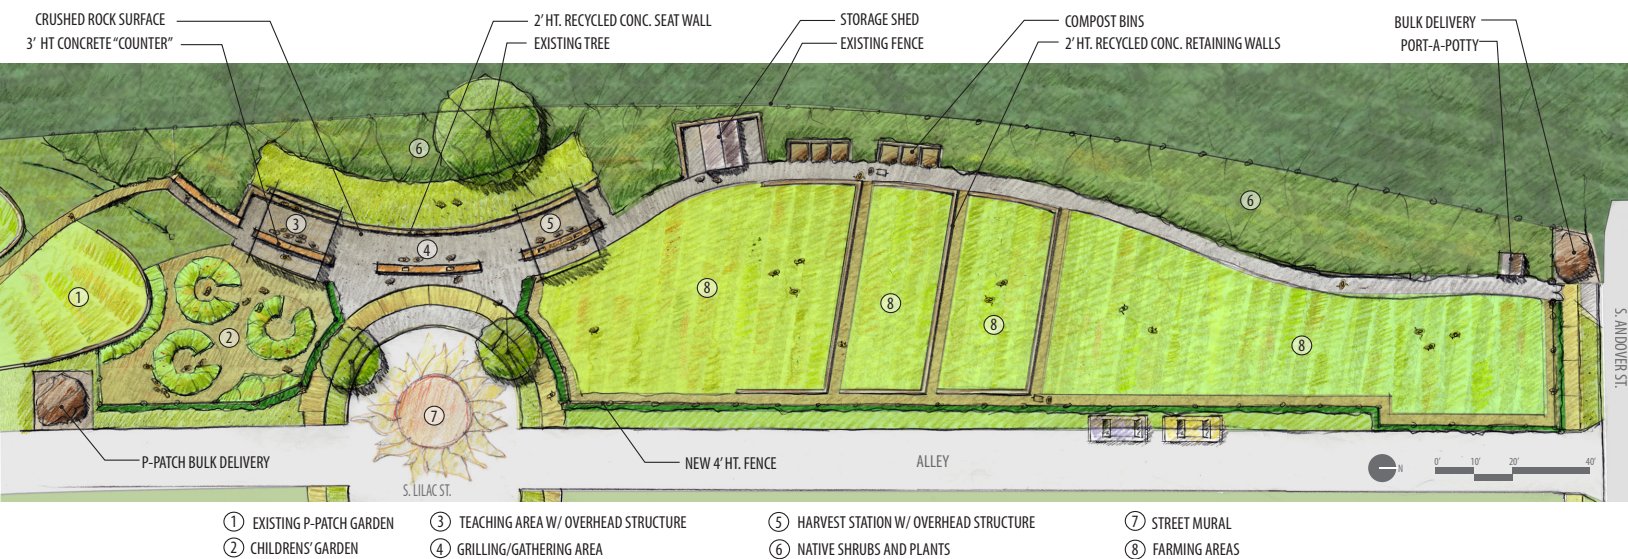 CRUSHED ROCK SURFACE
3' HT CONCRETE "COUNTER"
2' HT. RECYCLED CONC. SEAT WALL
EXISTING TREE
STORAGE SHED
EXISTING FENCE
COMPOST BINS
2' HT. RECYCLED CONC. RETAINING WALLS
BULK DELIVERY
PORT-A-POTTY
6
3
5
4
6
1
2
8
8
8
8
7
S. ANDOVER ST.
P-PATCH BULK DELIVERY
S. LILAC ST.
NEW 4' HT. FENCE
ALLEY
N
0' 10' 20' 40'
1 EXISTING P-PATCH GARDEN
2 CHILDRENS' GARDEN
3 TEACHING AREA W/ OVERHEAD STRUCTURE
4 GRILLING/GATHERING AREA
5 HARVEST STATION W/ OVERHEAD STRUCTURE
6 NATIVE SHRUBS AND PLANTS
7 STREET MURAL
8 FARMING AREAS